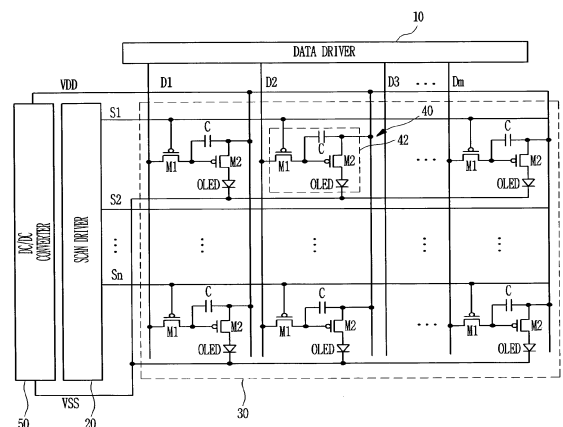 10
DATA DRIVER
VDD D1 D2 D3 ··· Dm
S1
C C 40 C
42
M1 M2 M1 M2 ··· M1 M2
OLED OLED OLED
S2
DC/DC CONVERTER
SCAN DRIVER
Sn
C C C
M1 M2 M1 M2 ··· M1 M2
OLED OLED OLED
VSS
50 20 30